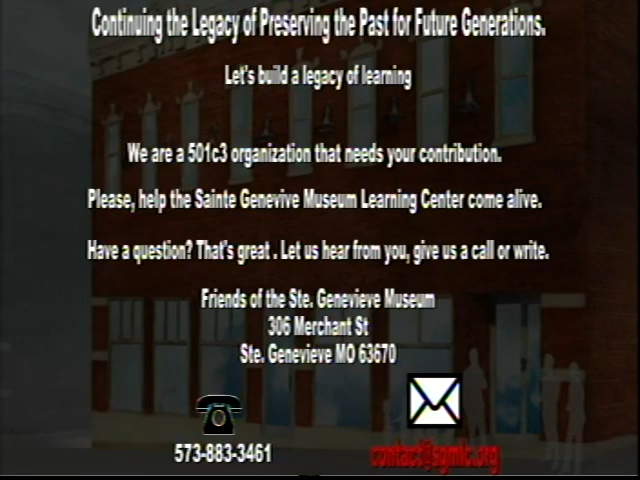 Continuing the Legacy of Preserving the Past for Future Generations.
Let's build a legacy of learning
We are a 501c3 organization that needs your contribution.
Please, help the Sainte Genevive Museum Learning Center come alive.
Have a question? That's great . Let us hear from you, give us a call or write.
Friends of the Ste. Genevieve Museum
306 Merchant St
Ste. Genevieve MO 63670
573-883-3461
contact@sgmlc.org